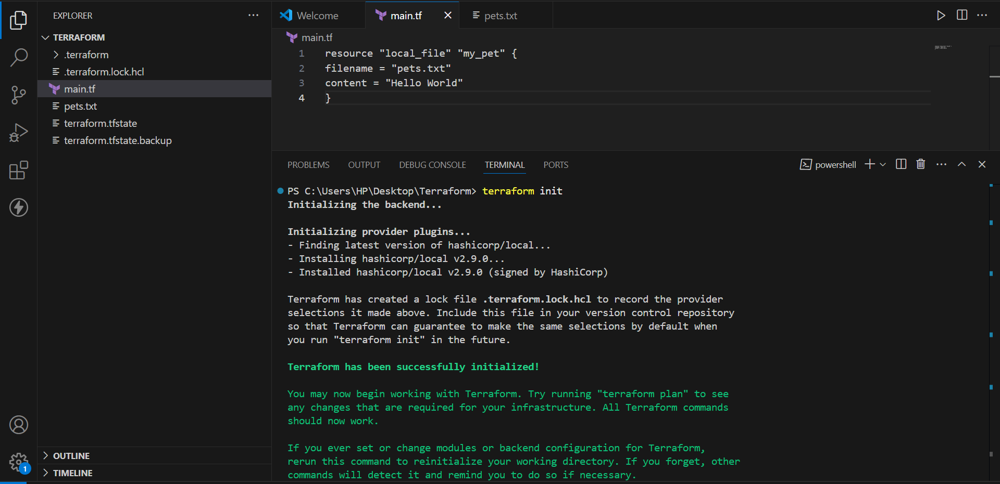 EXPLORER
TERRAFORM
.terraform
.terraform.lock.hcl
main.tf
pets.txt
terraform.tfstate
terraform.tfstate.backup
OUTLINE
TIMELINE
1
Welcome
main.tf
pets.txt
main.tf
1 resource "local_file" "my_pet" {
2 filename = "pets.txt"
3 content = "Hello World"
4 }
PROBLEMS OUTPUT DEBUG CONSOLE TERMINAL PORTS
powershell
PS C:\Users\HP\Desktop\Terraform> terraform init
Initializing the backend...
Initializing provider plugins...
- Finding latest version of hashicorp/local...
- Installing hashicorp/local v2.9.0...
- Installed hashicorp/local v2.9.0 (signed by HashiCorp)
Terraform has created a lock file .terraform.lock.hcl to record the provider
selections it made above. Include this file in your version control repository
so that Terraform can guarantee to make the same selections by default when
you run "terraform init" in the future.
Terraform has been successfully initialized!
You may now begin working with Terraform. Try running "terraform plan" to see
any changes that are required for your infrastructure. All Terraform commands
should now work.
If you ever set or change modules or backend configuration for Terraform,
rerun this command to reinitialize your working directory. If you forget, other
commands will detect it and remind you to do so if necessary.